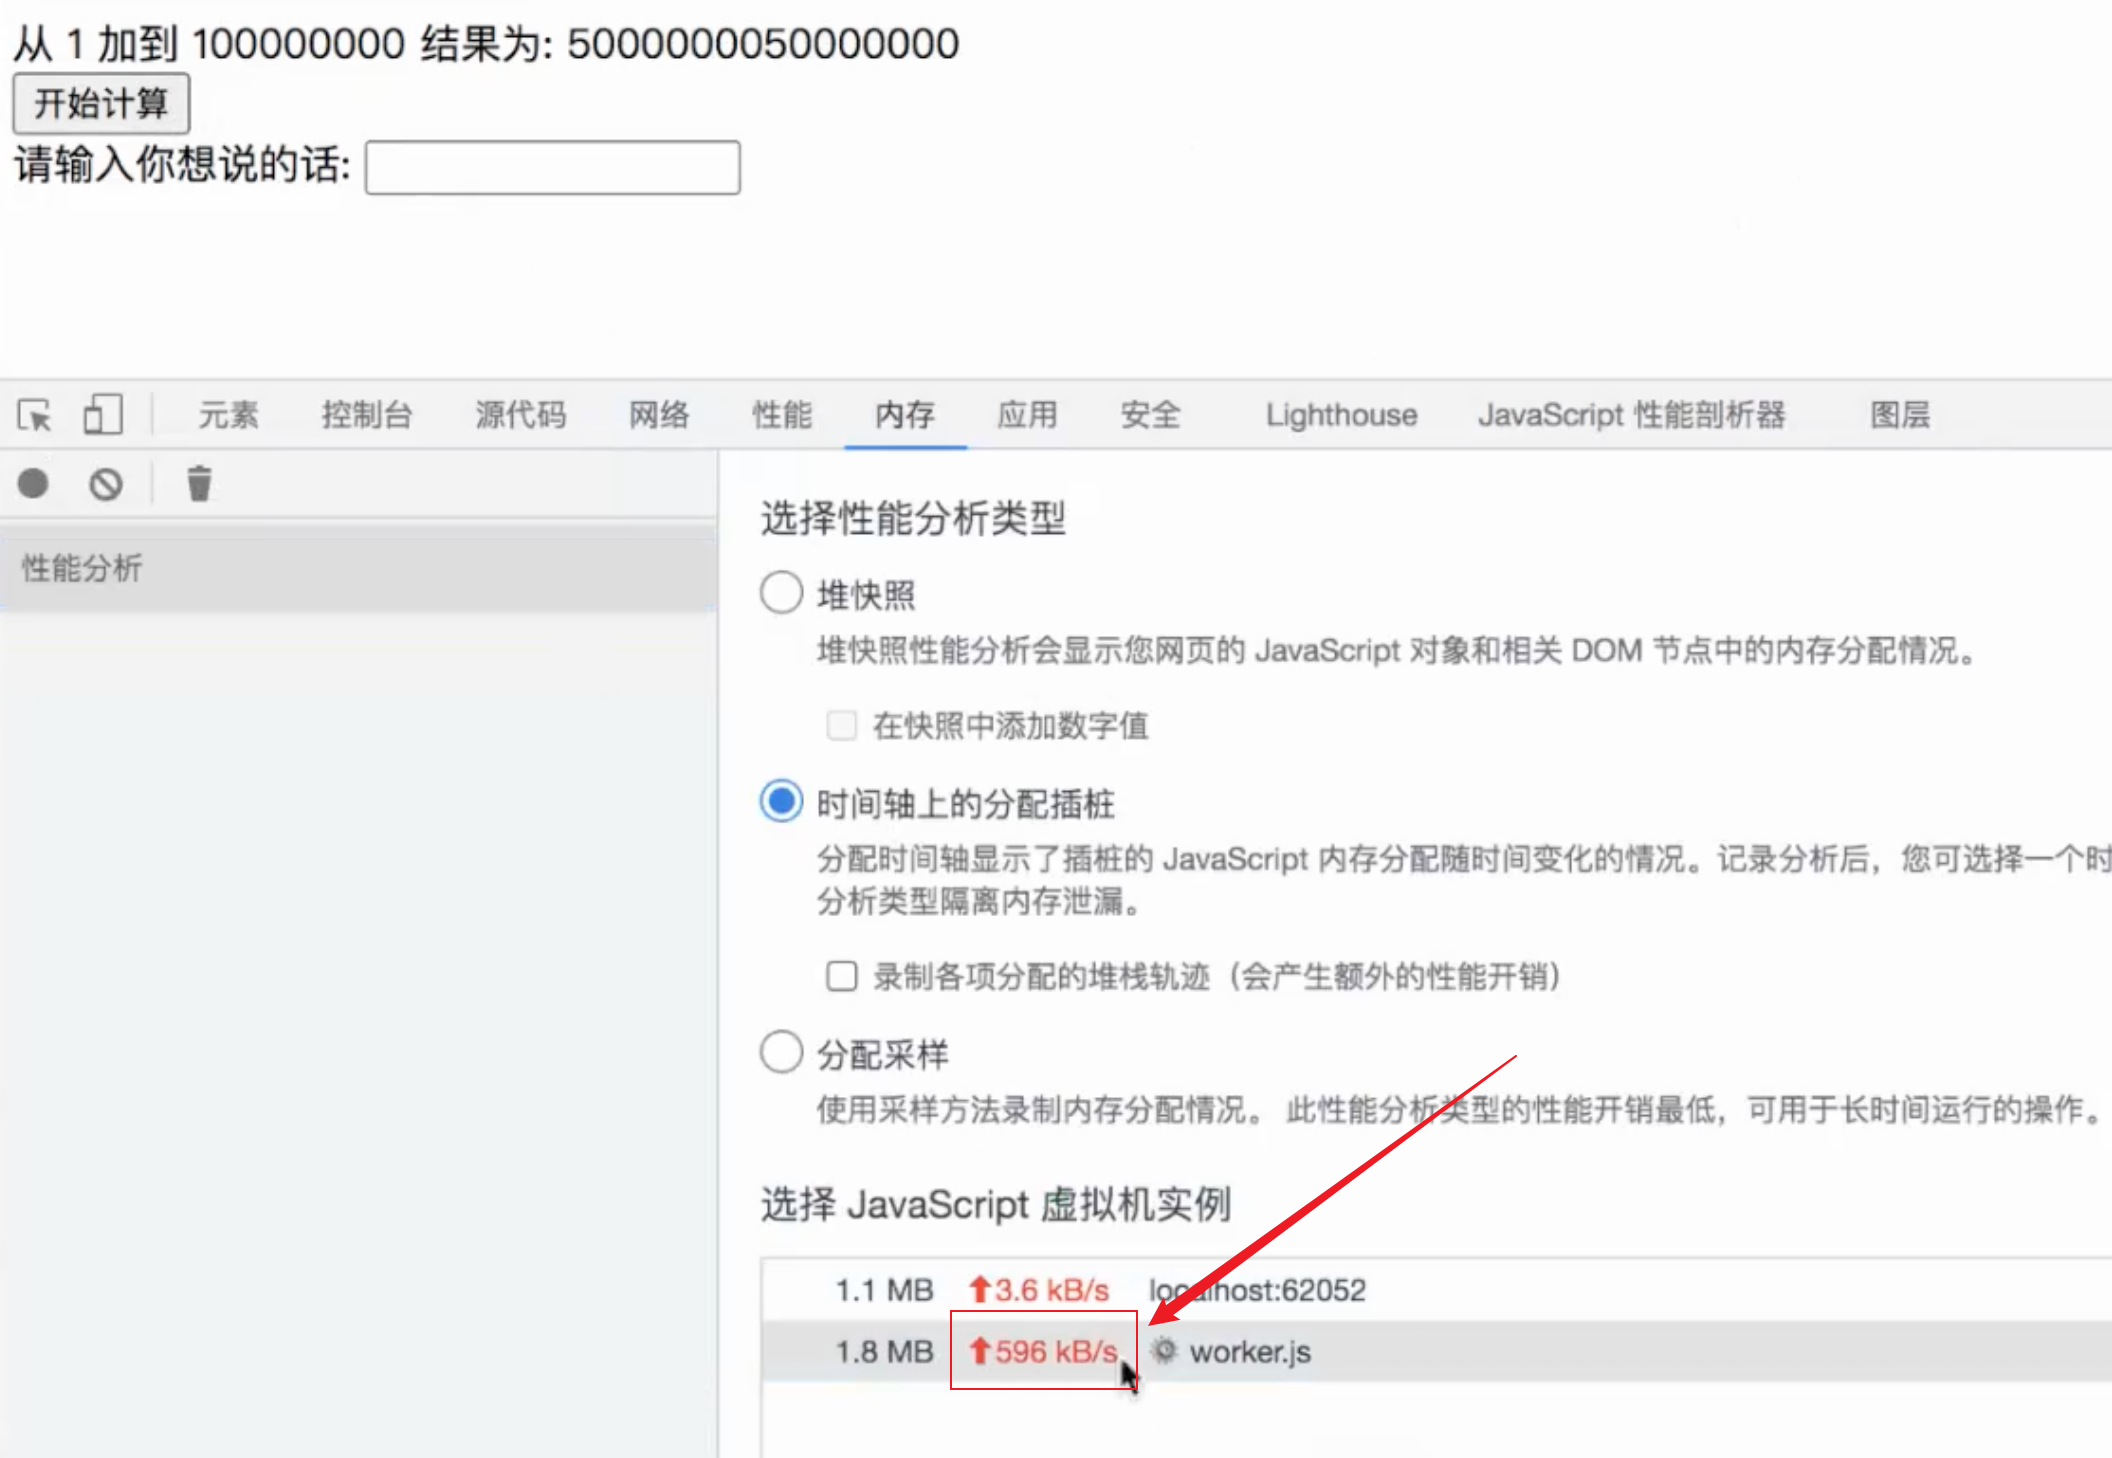 从 1 加到 100000000 结果为: 5000000050000000
开始计算
请输入你想说的话:
元素 控制台 源代码 网络 性能 内存 应用 安全 Lighthouse JavaScript 性能剖析器 图层
性能分析
选择性能分析类型
堆快照
堆快照性能分析会显示您网页的 JavaScript 对象和相关 DOM 节点中的内存分配情况。
在快照中添加数字值
时间轴上的分配插桩
分配时间轴显示了插桩的 JavaScript 内存分配随时间变化的情况。记录分析后，您可选择一个时
分析类型隔离内存泄漏。
录制各项分配的堆栈轨迹（会产生额外的性能开销）
分配采样
使用采样方法录制内存分配情况。 此性能分析类型的性能开销最低，可用于长时间运行的操作。
选择 JavaScript 虚拟机实例
1.1 MB 3.6 kB/s localhost:62052
1.8 MB 596 kB/s worker.js